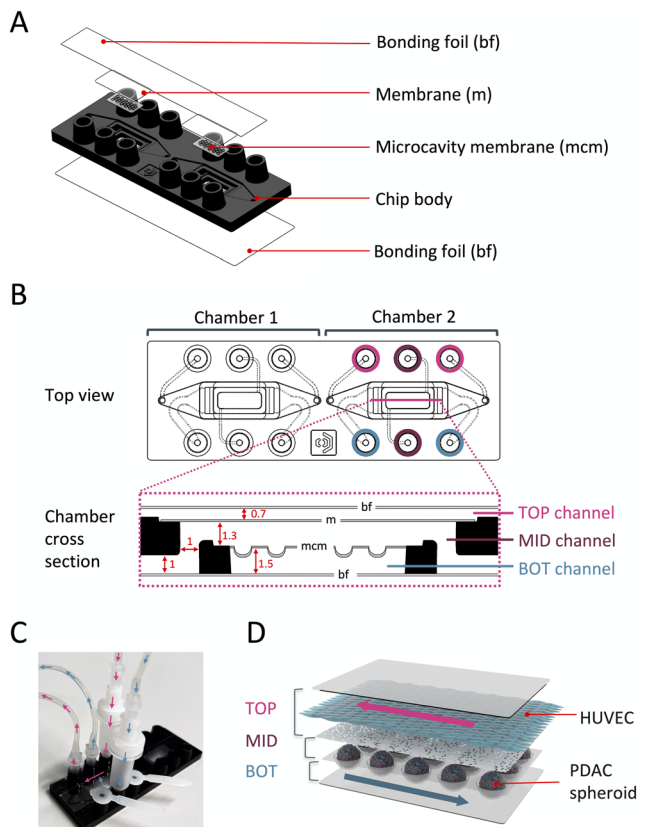 A
Bonding foil (bf)
Membrane (m)
Microcavity membrane (mcm)
Chip body
Bonding foil (bf)
B
Chamber 1
Chamber 2
Top view
Chamber
cross
section
bf
0.7
m
1.3
1
mcm
1
1.5
bf
TOP channel
MID channel
BOT channel
C
D
TOP
MID
BOT
HUVEC
PDAC
spheroid